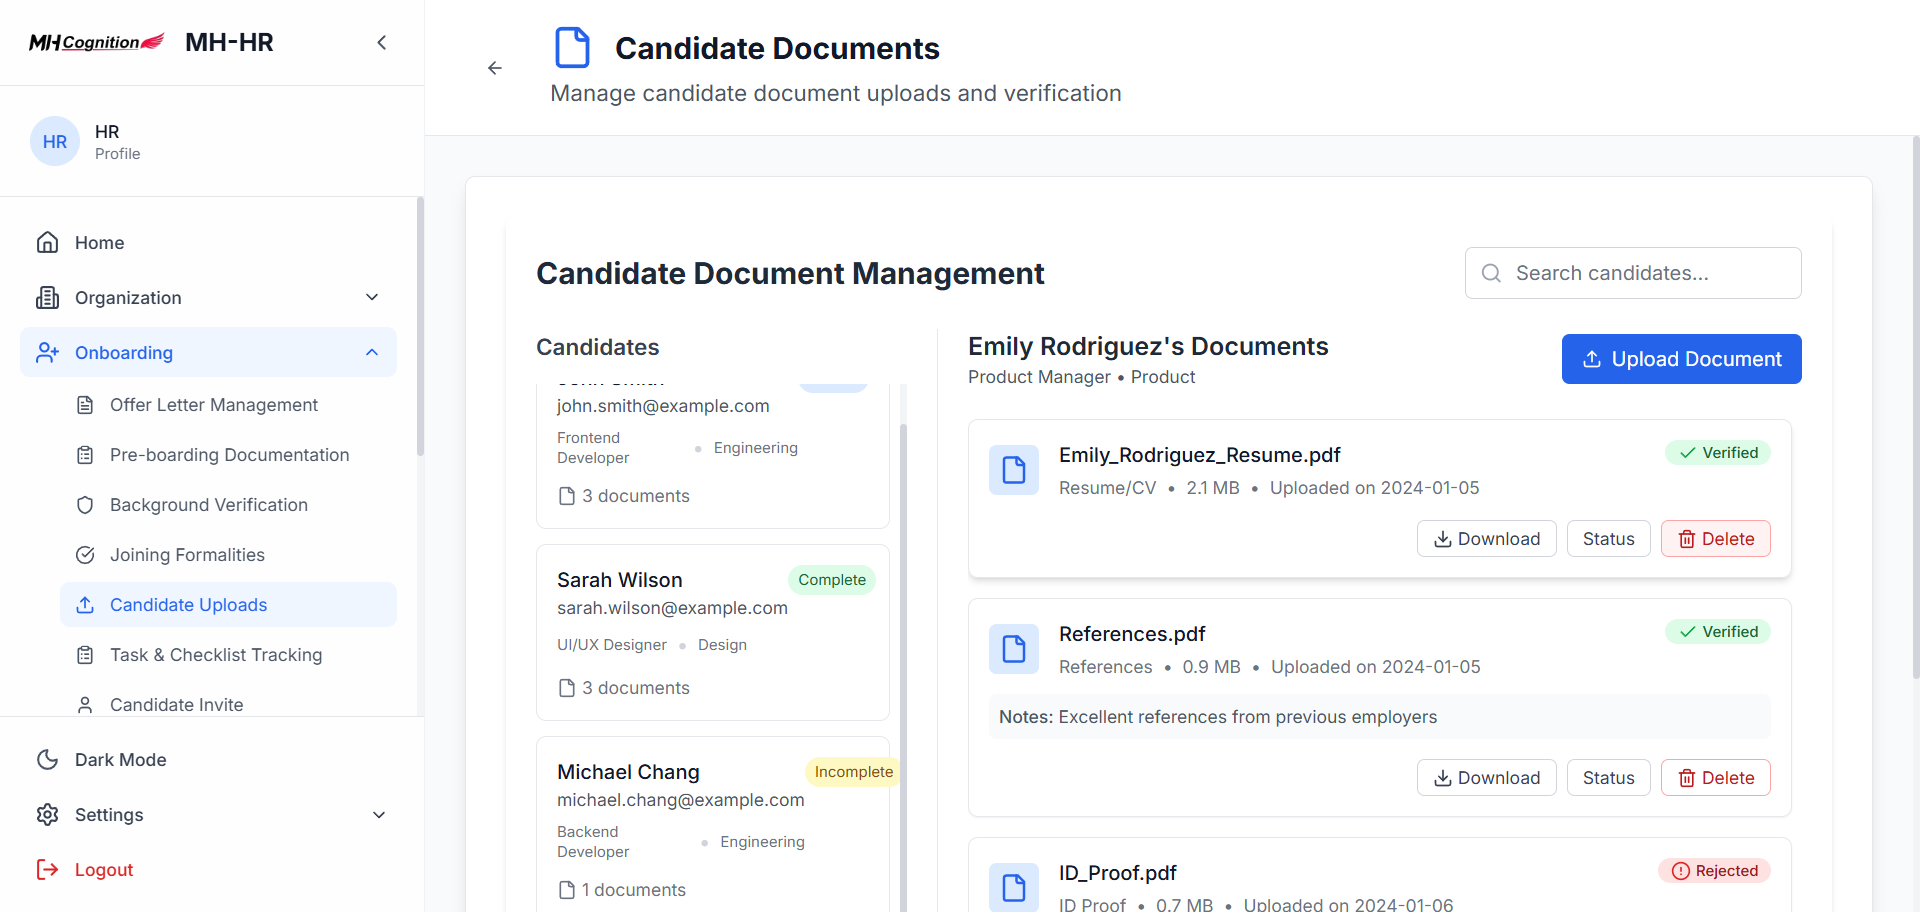 MH Cognition
MH-HR
HR
HR
Profile
Home
Organization
Onboarding
Offer Letter Management
Pre-boarding Documentation
Background Verification
Joining Formalities
Candidate Uploads
Task & Checklist Tracking
Candidate Invite
Dark Mode
Settings
Logout
Candidate Documents
Manage candidate document uploads and verification
Candidate Document Management
Search candidates...
Candidates
John Smith
john.smith@example.com
Frontend
Developer
• Engineering
3 documents
Sarah Wilson
Complete
sarah.wilson@example.com
UI/UX Designer • Design
3 documents
Michael Chang
Incomplete
michael.chang@example.com
Backend
Developer
• Engineering
1 documents
Emily Rodriguez's Documents
Product Manager • Product
Upload Document
Emily_Rodriguez_Resume.pdf
Verified
Resume/CV • 2.1 MB • Uploaded on 2024-01-05
Download
Status
Delete
References.pdf
Verified
References • 0.9 MB • Uploaded on 2024-01-05
Notes: Excellent references from previous employers
Download
Status
Delete
ID_Proof.pdf
Rejected
ID Proof • 0.7 MB • Uploaded on 2024-01-06